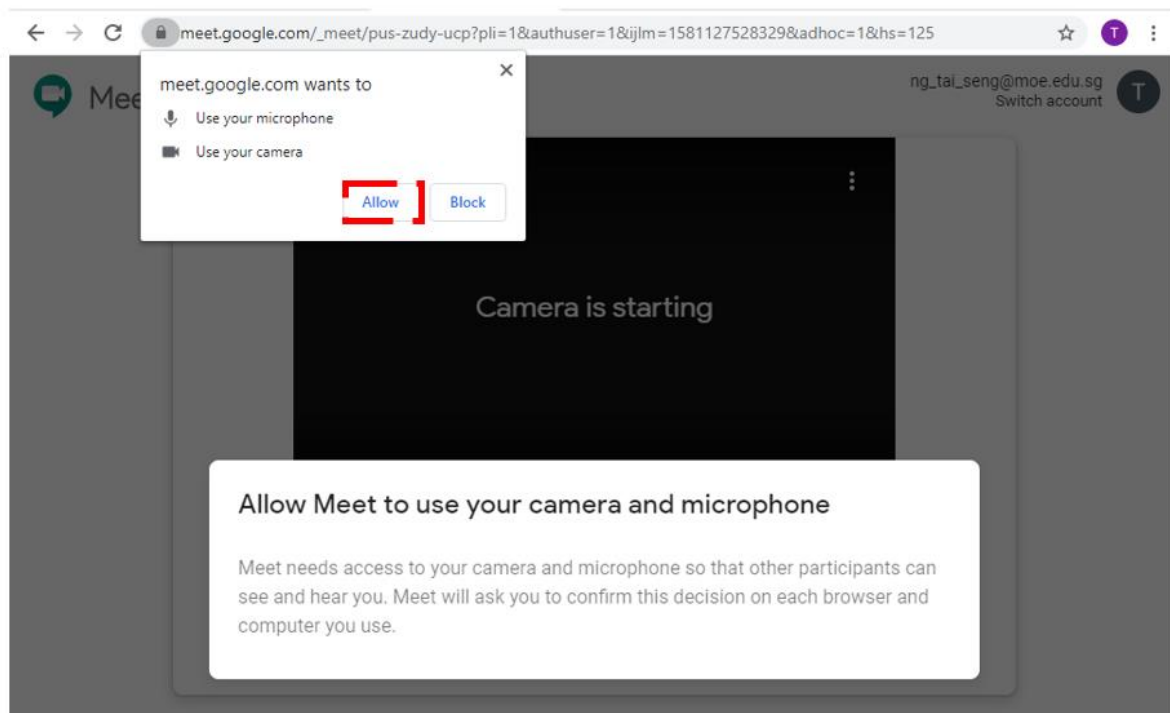 meet.google.com/_meet/pus-zudy-ucp?pli=1&authuser=1&ijlm=1581127528329&adhoc=1&hs=125
T
meet.google.com wants to
Use your microphone
Use your camera
Allow
Block
Mee
ng_tai_seng@moe.edu.sg
Switch account
T
Camera is starting
Allow Meet to use your camera and microphone
Meet needs access to your camera and microphone so that other participants can
see and hear you. Meet will ask you to confirm this decision on each browser and
computer you use.